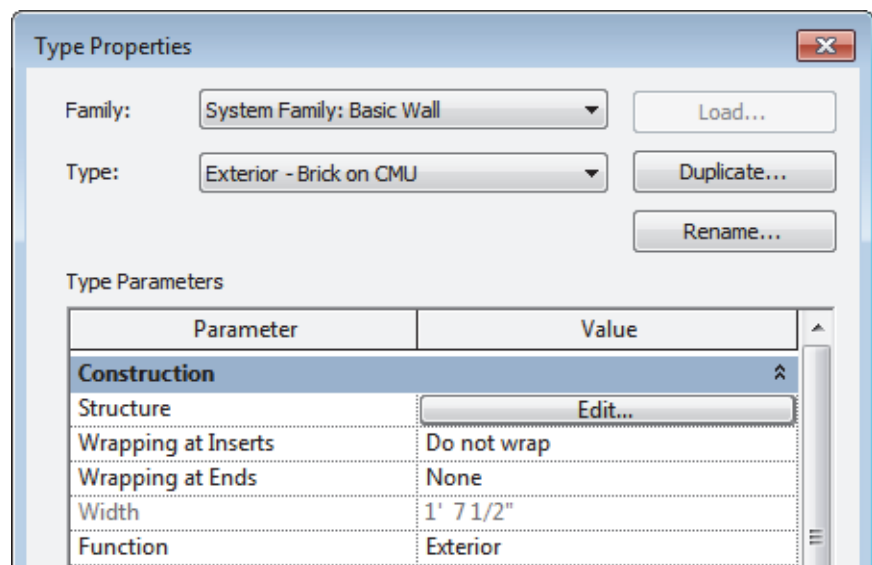 Type Properties
Family: System Family: Basic Wall Load...
Type: Exterior - Brick on CMU Duplicate...
Rename...
Type Parameters
Parameter Value
Construction
Structure Edit...
Wrapping at Inserts Do not wrap
Wrapping at Ends None
Width 1' 7 1/2"
Function Exterior